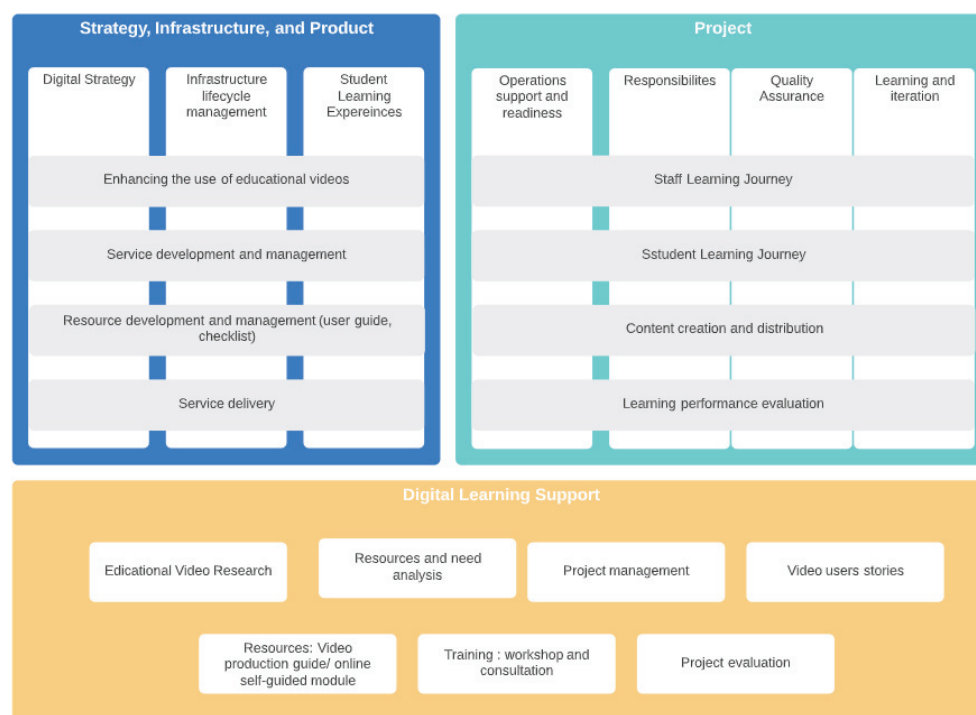 Strategy, Infrastructure, and Product
Digital Strategy
Infrastructure
lifecycle
management
Student
Learning
Expereinces
Enhancing the use of educational videos
Service development and management
Resource development and management (user guide,
checklist)
Service delivery
Project
Operations
support and
readiness
Responsibilites
Quality
Assurance
Learning and
iteration
Staff Learning Journey
Sstudent Learning Journey
Content creation and distribution
Learning performance evaluation
Digital Learning Support
Edicational Video Research
Resources and need
analysis
Project management
Video users stories
Resources: Video
production guide/ online
self-guided module
Training : workshop and
consultation
Project evaluation